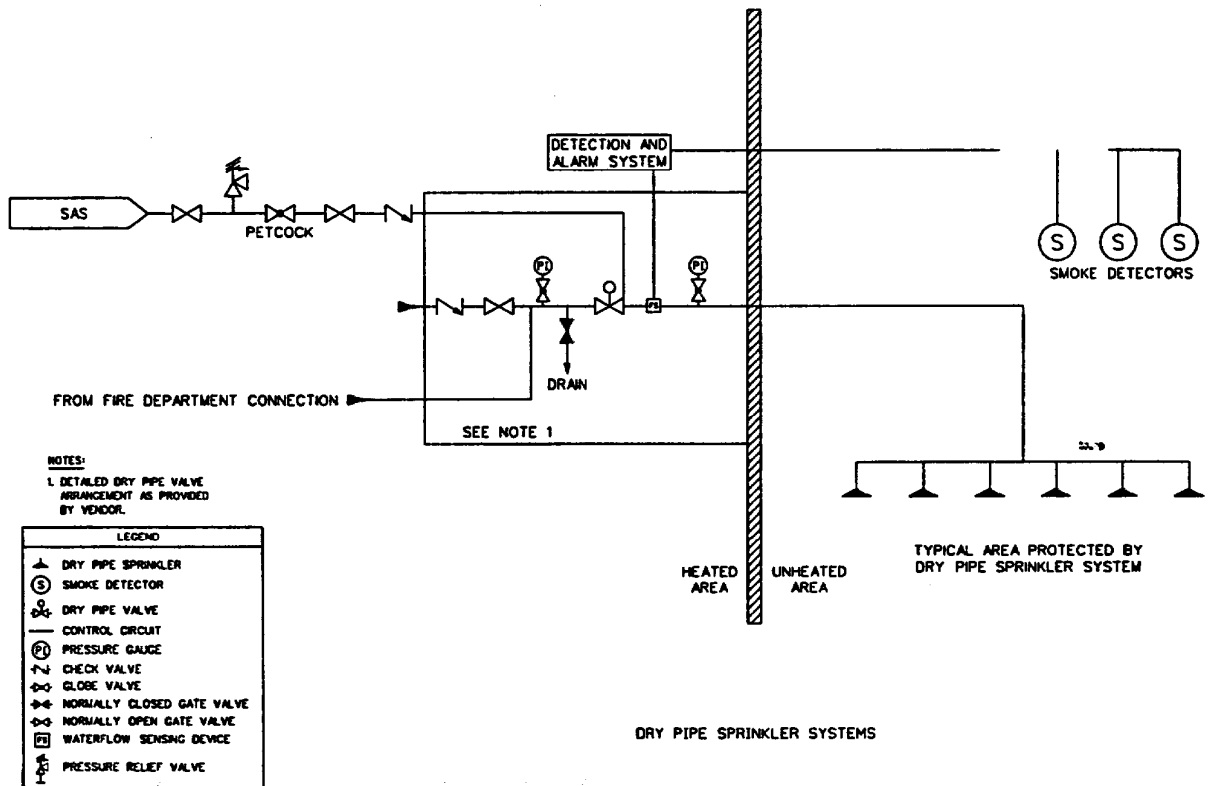 DETECTION AND
ALARM SYSTEM
SAS
PETCOCK
S
S
S
SMOKE DETECTORS
PI
PI
PS
DRAIN
FROM FIRE DEPARTMENT CONNECTION
SEE NOTE 1
NOTES:
1. DETAILED DRY PIPE VALVE
ARRANGEMENT AS PROVIDED
BY VENDOR.
LEGEND
DRY PIPE SPRINKLER
S SMOKE DETECTOR
DRY PIPE VALVE
CONTROL CIRCUIT
PI PRESSURE GAUGE
CHECK VALVE
GLOBE VALVE
NORMALLY CLOSED GATE VALVE
NORMALLY OPEN GATE VALVE
PS WATERFLOW SENSING DEVICE
PRESSURE RELIEF VALVE
HEATED
AREA
UNHEATED
AREA
TYPICAL AREA PROTECTED BY
DRY PIPE SPRINKLER SYSTEM
DRY PIPE SPRINKLER SYSTEMS